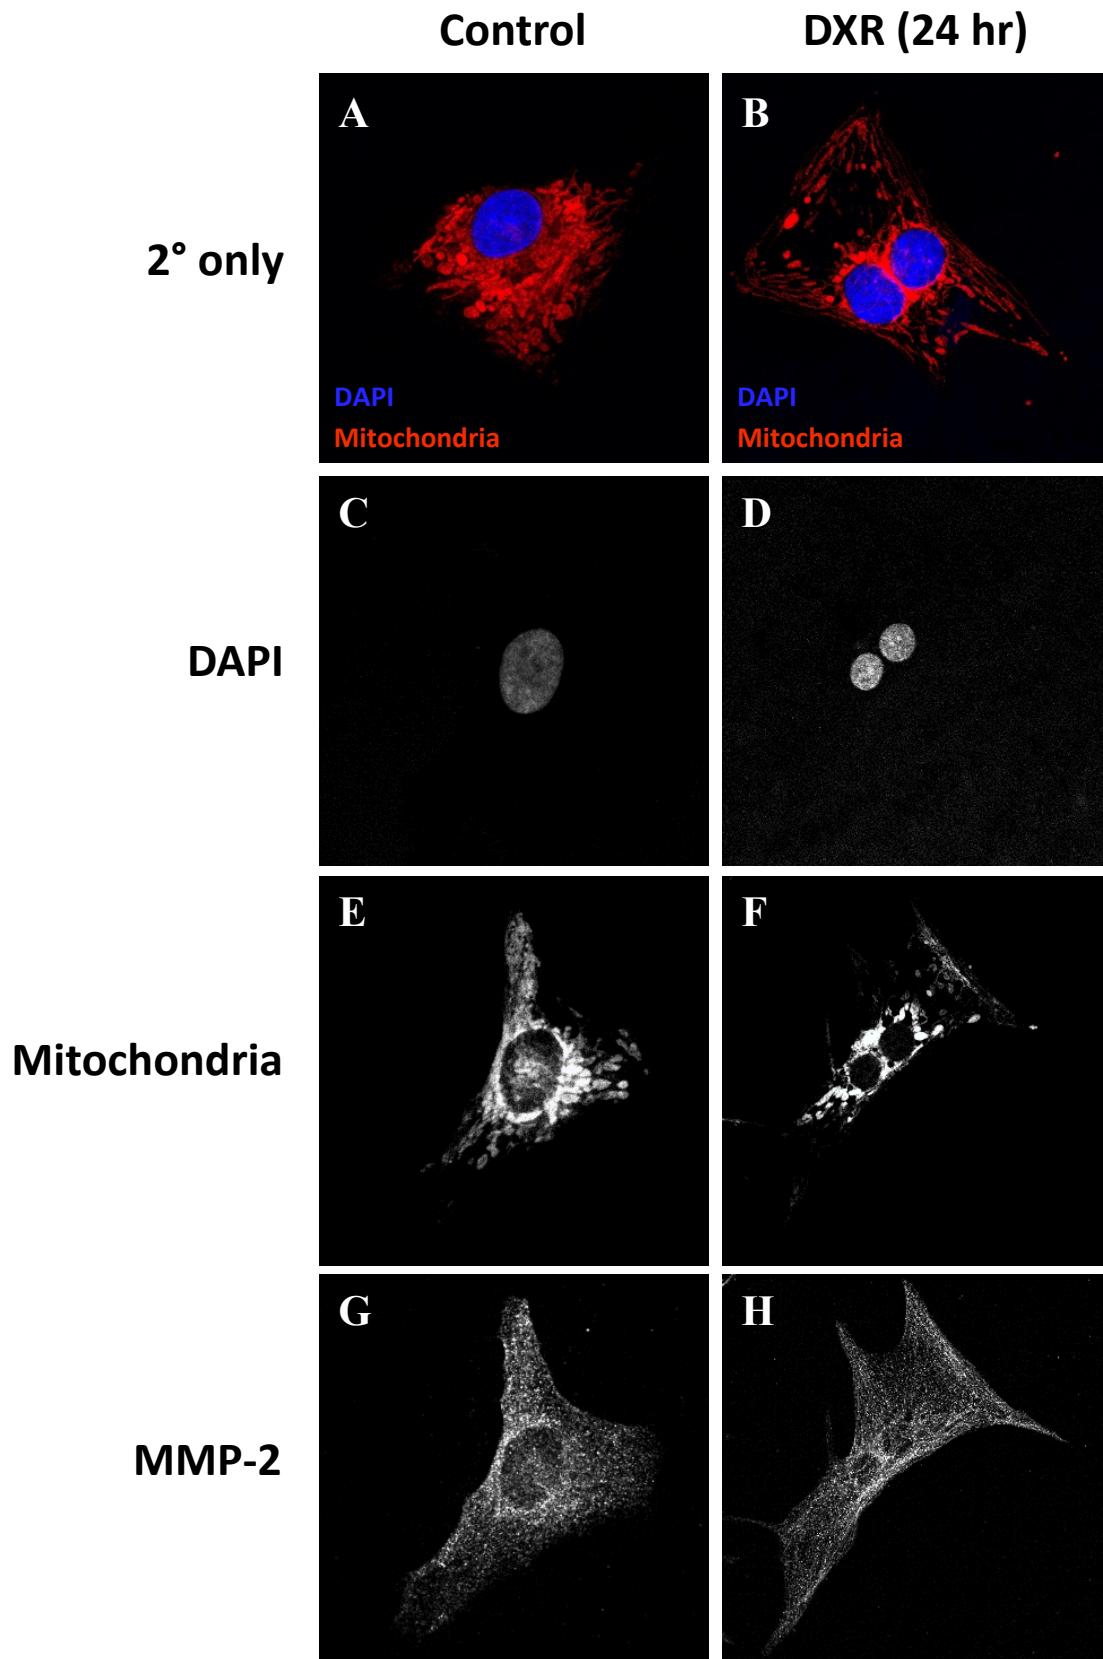 Control DXR (24 hr)
2° only
A B
DAPI DAPI
Mitochondria Mitochondria
DAPI
C D
Mitochondria
E F
MMP-2
G H